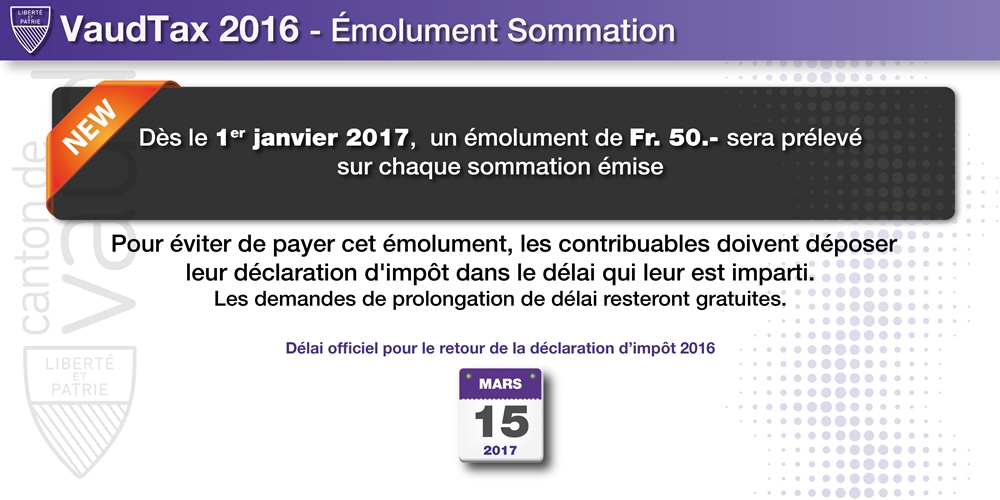 LIBERTÉ
ET
PATRIE
VaudTax 2016 - Émolument Sommation
NEW
Dès le 1er janvier 2017, un émolument de Fr. 50.- sera prélevé
sur chaque sommation émise
canton de
vaud
Pour éviter de payer cet émolument, les contribuables doivent déposer
leur déclaration d'impôt dans le délai qui leur est imparti.
Les demandes de prolongation de délai resteront gratuites.
LIBERTÉ
ET
PATRIE
Délai officiel pour le retour de la déclaration d’impôt 2016
MARS
15
2017